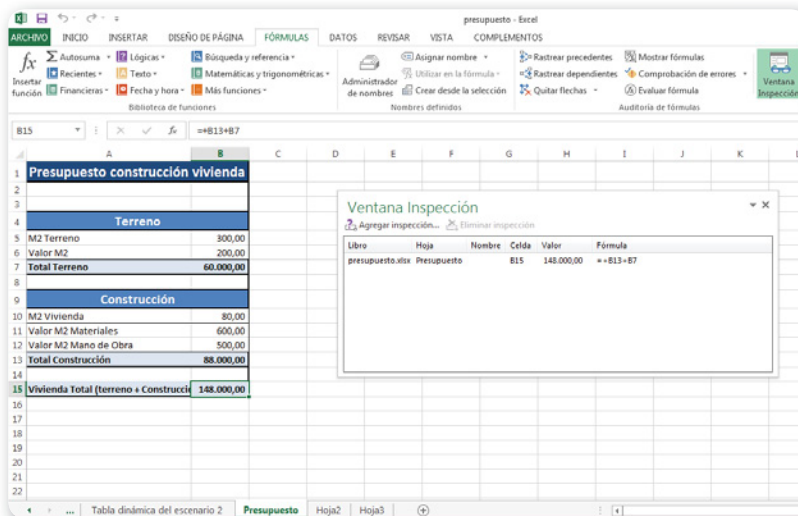 presupuesto - Excel
ARCHIVO INICIO INSERTAR DISEÑO DE PÁGINA FÓRMULAS DATOS REVISAR VISTA COMPLEMENTOS
fx
Insertar función
Σ Autosuma
Recientes
Financieras
Lógicas
Texto
Fecha y hora
Búsqueda y referencia
Matemáticas y trigonométricas
Más funciones
Biblioteca de funciones
Administrador de nombres
Asignar nombre
Utilizar en la fórmula
Crear desde la selección
Nombres definidos
Rastrear precedentes
Rastrear dependientes
Quitar flechas
Mostrar fórmulas
Comprobación de errores
Evaluar fórmula
Auditoría de fórmulas
Ventana Inspección
B15 fx =+B13+B7
A B C D E F G H I J K
1 Presupuesto construcción vivienda
2
3
4 Terreno
5 M2 Terreno 300,00
6 Valor M2 200,00
7 Total Terreno 60.000,00
8
9 Construcción
10 M2 Vivienda 80,00
11 Valor M2 Materiales 600,00
12 Valor M2 Mano de Obra 500,00
13 Total Construcción 88.000,00
14
15 Vivienda Total (terreno + Construcci 148.000,00
16
17
18
19
20
21
22
Ventana Inspección
Agregar inspección... Eliminar inspección
Libro Hoja Nombre Celda Valor Fórmula
presupuesto.xlsx Presupuesto B15 148.000,00 =+B13+B7
... Tabla dinámica del escenario 2 Presupuesto Hoja2 Hoja3